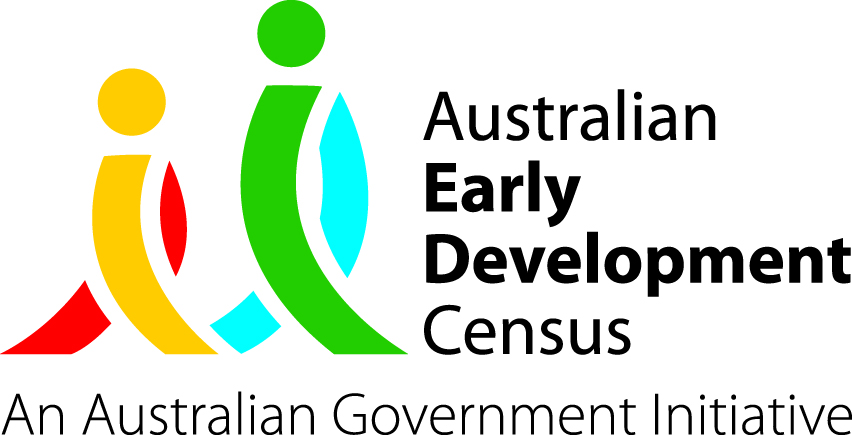 Australian
Early
Development
Census
An Australian Government Initiative